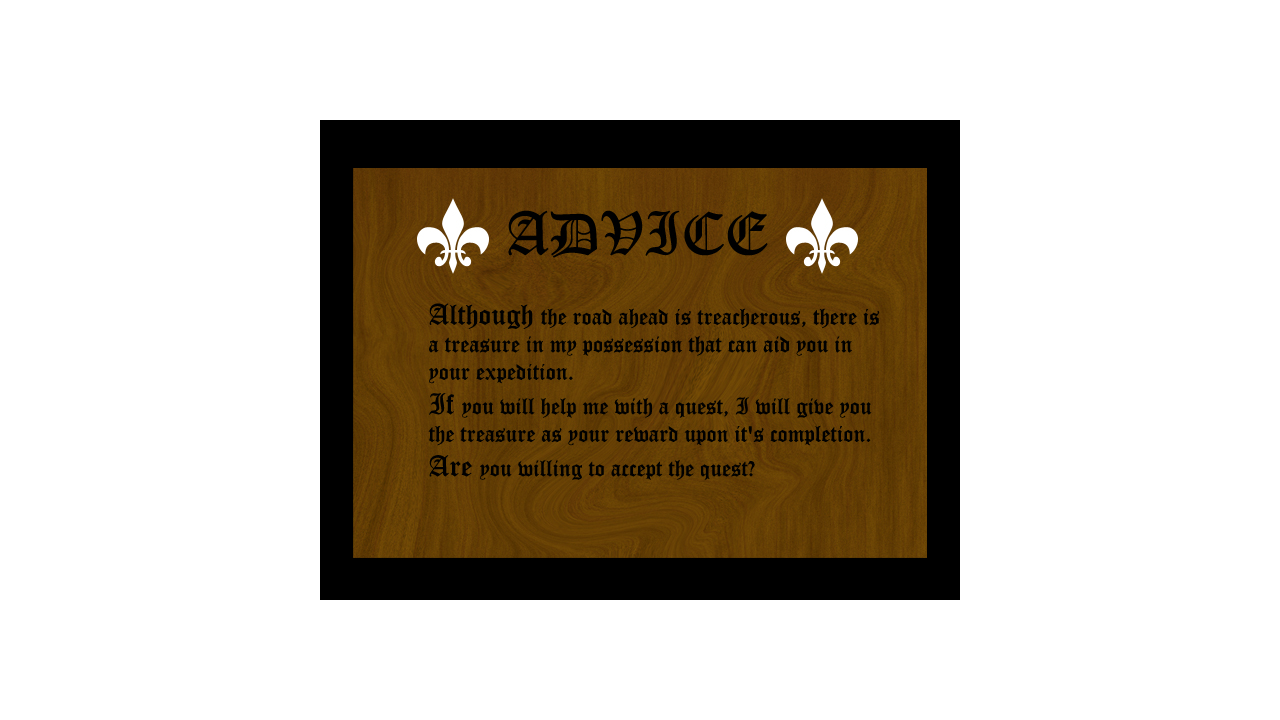 ADVICE
Although the road ahead is treacherous, there is
a treasure in my possession that can aid you in
your expedition.
If you will help me with a quest, I will give you
the treasure as your reward upon it's completion.
Are you willing to accept the quest?